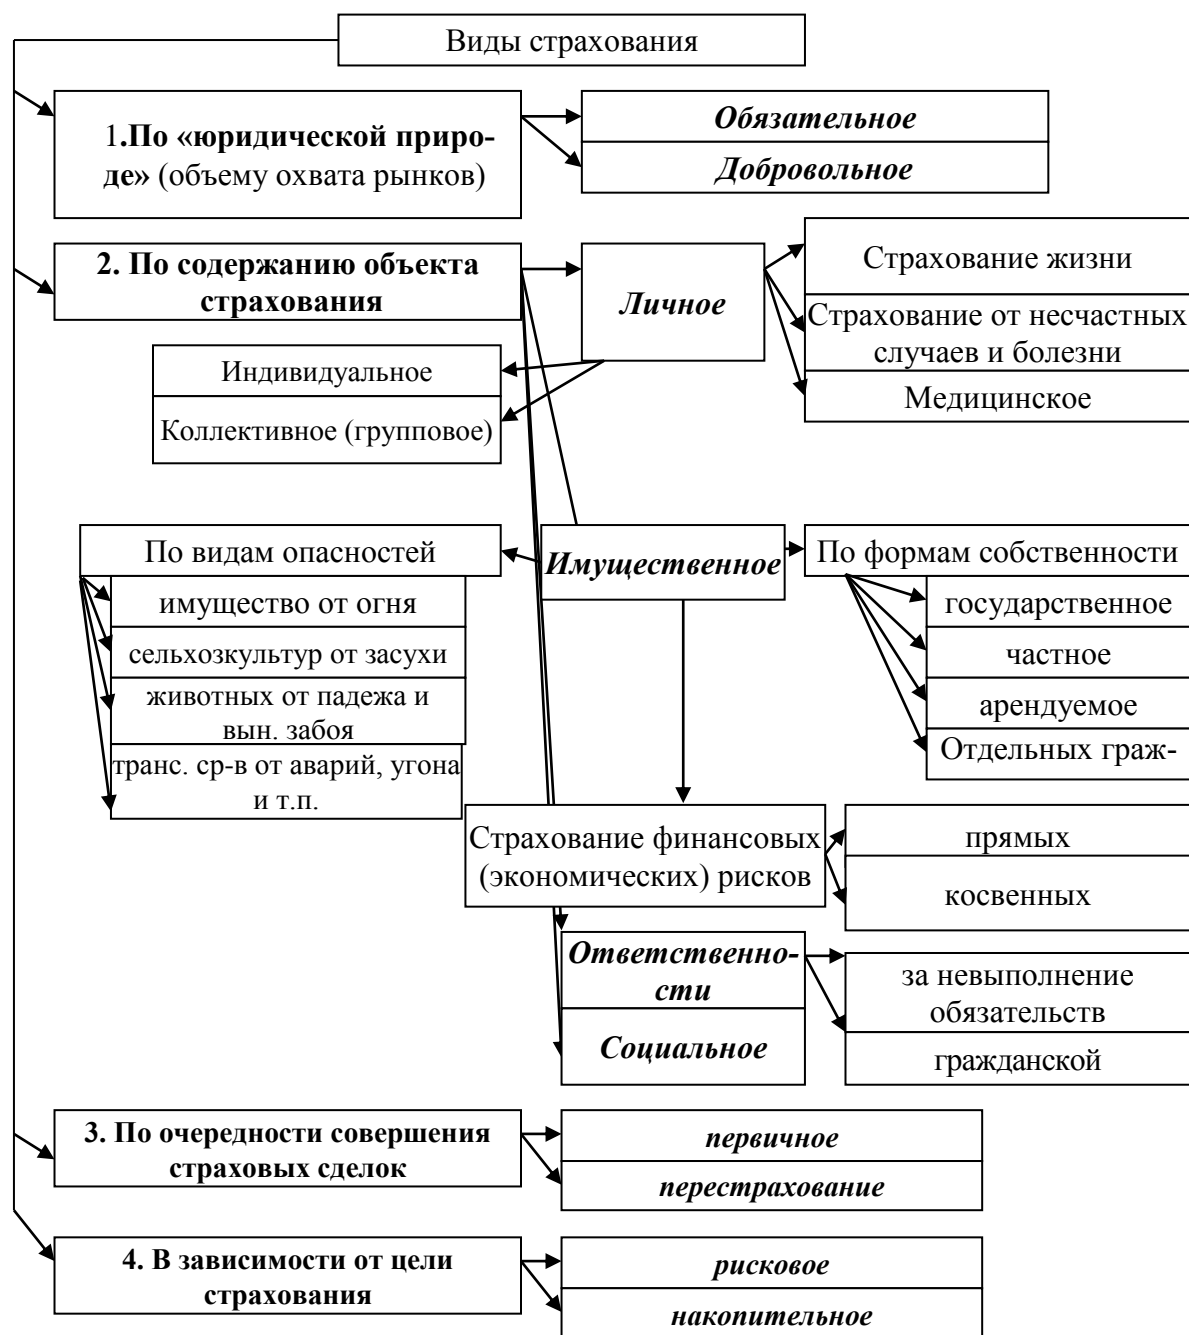 Виды страхования
1.По «юридической приро-
де» (объему охвата рынков)
Обязательное
Добровольное
2. По содержанию объекта
страхования
Личное
Страхование жизни
Страхование от несчастных
случаев и болезни
Медицинское
Индивидуальное
Коллективное (групповое)
По видам опасностей
Имущественное
По формам собственности
имущество от огня
сельхозкультур от засухи
животных от падежа и
вын. забоя
транс. ср-в от аварий, угона
и т.п.
государственное
частное
арендуемое
Отдельных граж-
Страхование финансовых
(экономических) рисков
прямых
косвенных
Ответственно-
сти
Социальное
за невыполнение
обязательств
гражданской
3. По очередности совершения
страховых сделок
первичное
перестрахование
4. В зависимости от цели
страхования
рисковое
накопительное